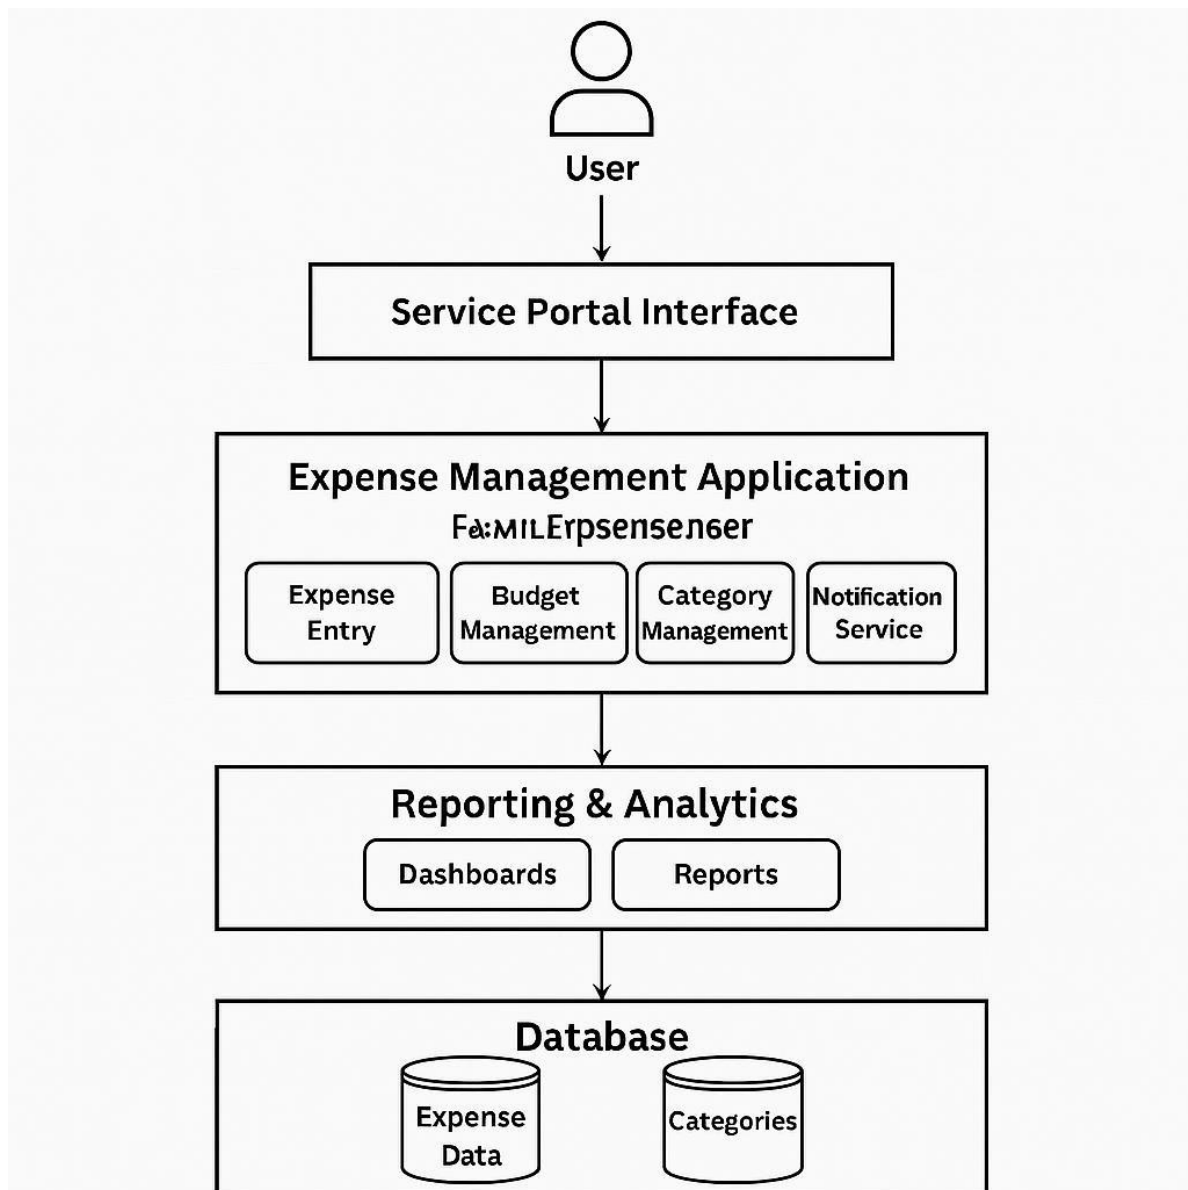 User
Service Portal Interface
Expense Management Application
Expense
Entry
Budget
Management
Category
Management
Notification
Service
Reporting & Analytics
Dashboards
Reports
Database
Expense
Data
Categories